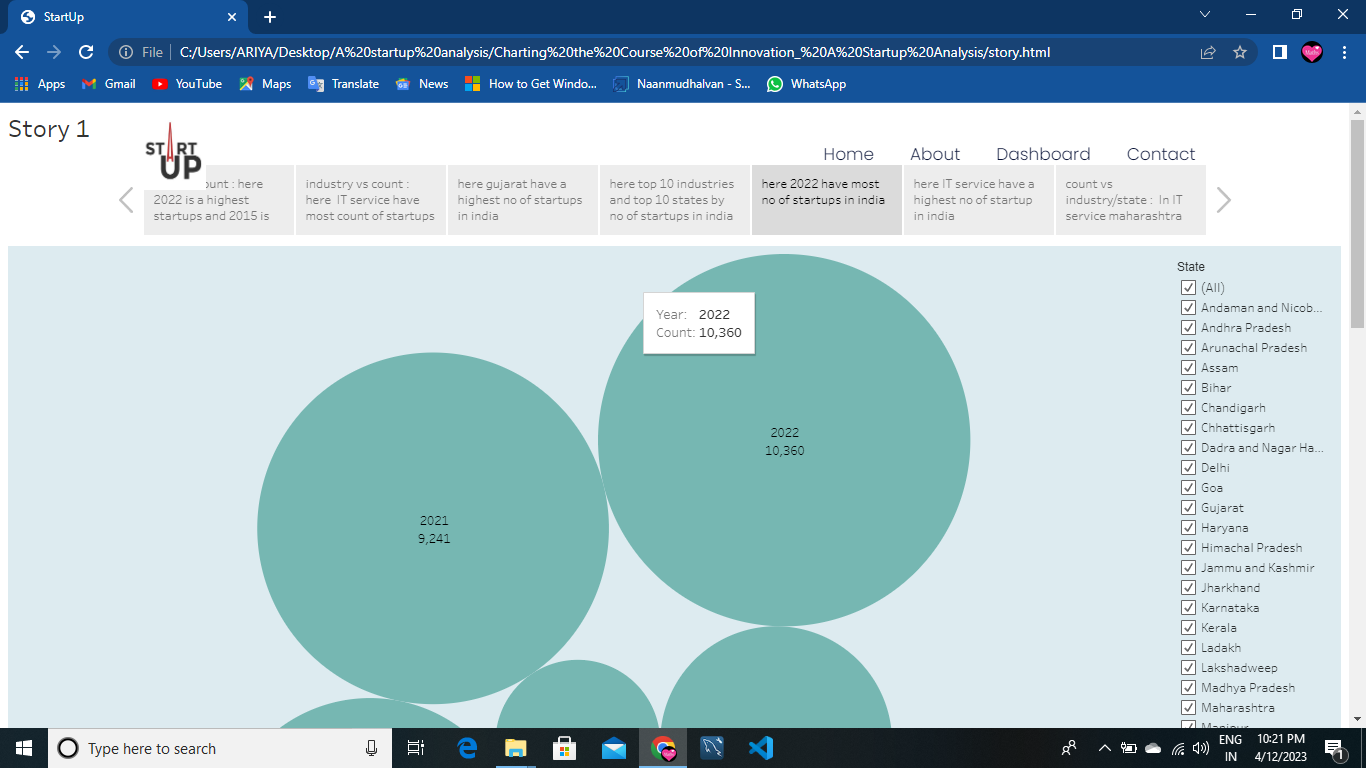 StartUp
File
C:/Users/ARIYA/Desktop/A%20startup%20analysis/Charting%20the%20Course%20of%20Innovation_%20A%20Startup%20Analysis/story.html
Apps
Gmail
YouTube
Maps
Translate
News
How to Get Windo...
Naanmudhalvan - S...
WhatsApp
Story 1
START
UP
Home
About
Dashboard
Contact
ount : here
2022 is a highest
startups and 2015 is
industry vs count :
here IT service have
most count of startups
here gujarat have a
highest no of startups
in india
here top 10 industries
and top 10 states by
no of startups in india
here 2022 have most
no of startups in india
here IT service have a
highest no of startup
in india
count vs
industry/state : In IT
service maharashtra
Year: 2022
Count: 10,360
2022
10,360
2021
9,241
State
(All)
Andaman and Nicob...
Andhra Pradesh
Arunachal Pradesh
Assam
Bihar
Chandigarh
Chhattisgarh
Dadra and Nagar Ha...
Delhi
Goa
Gujarat
Haryana
Himachal Pradesh
Jammu and Kashmir
Jharkhand
Karnataka
Kerala
Ladakh
Lakshadweep
Madhya Pradesh
Maharashtra
Type here to search
ENG
IN
10:21 PM
4/12/2023
1